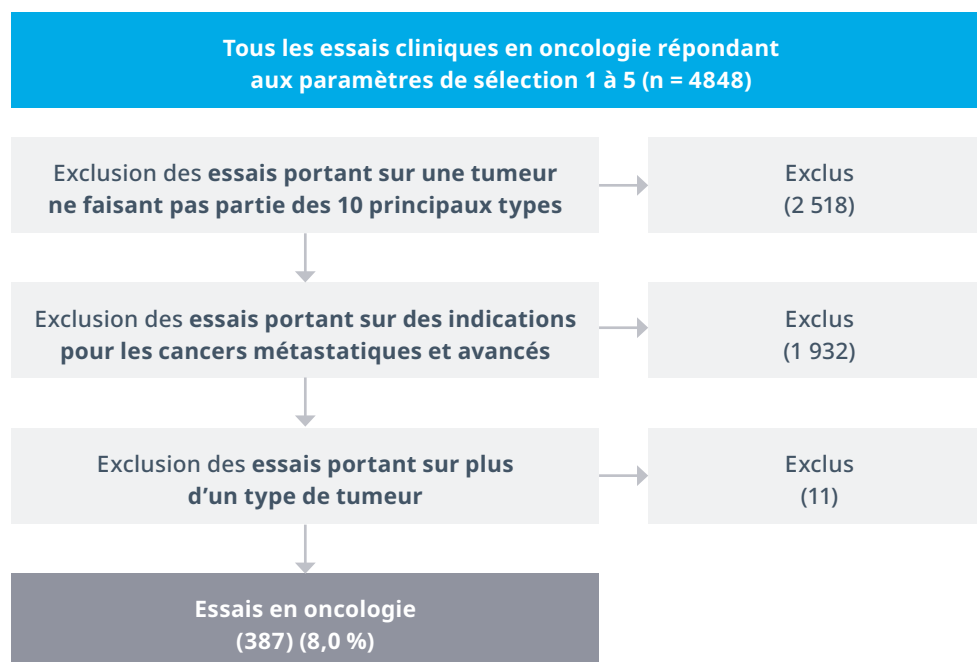 Tous les essais cliniques en oncologie répondant
aux paramètres de sélection 1 à 5 (n = 4848)
Exclusion des essais portant sur une tumeur
ne faisant pas partie des 10 principaux types
Exclus
(2 518)
Exclusion des essais portant sur des indications
pour les cancers métastatiques et avancés
Exclus
(1 932)
Exclusion des essais portant sur plus
d’un type de tumeur
Exclus
(11)
Essais en oncologie
(387) (8,0 %)